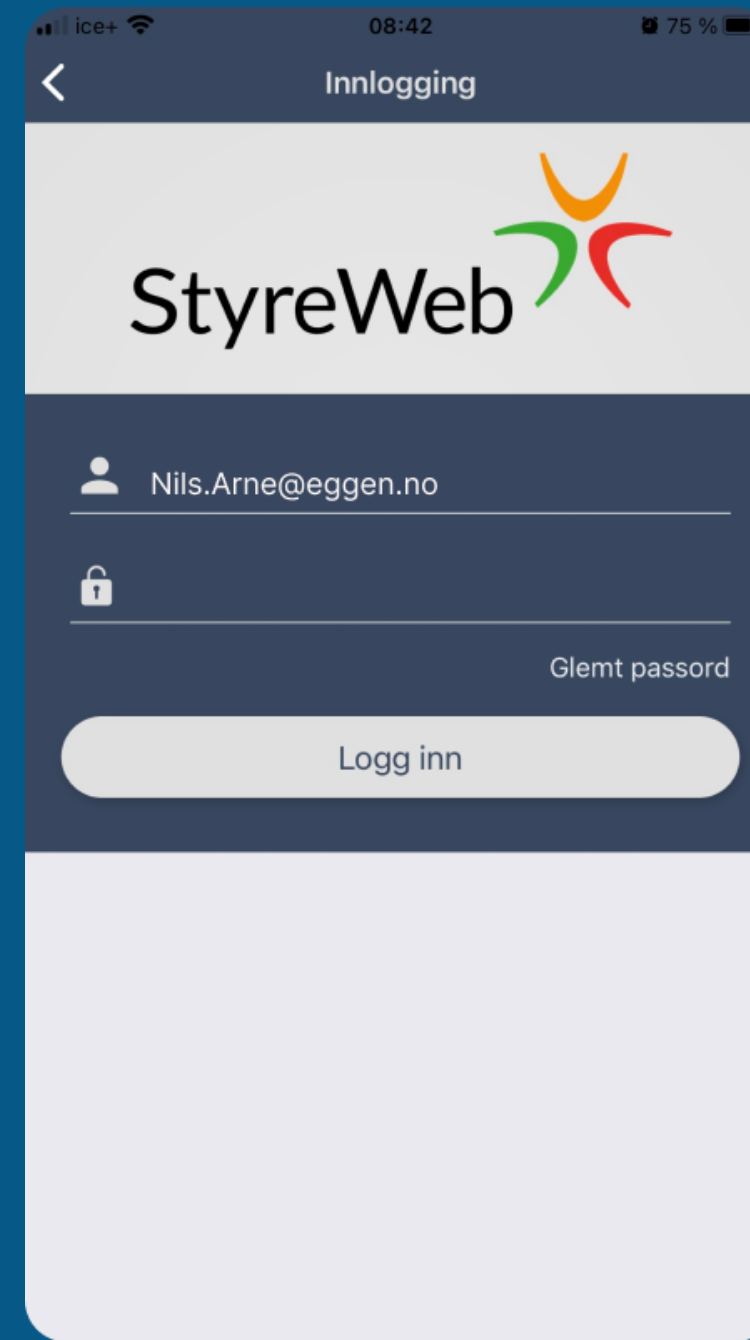 ice+ 08:42 75 %
Innlogging
StyreWeb
Nils.Arne@eggen.no
Glemt passord
Logg inn